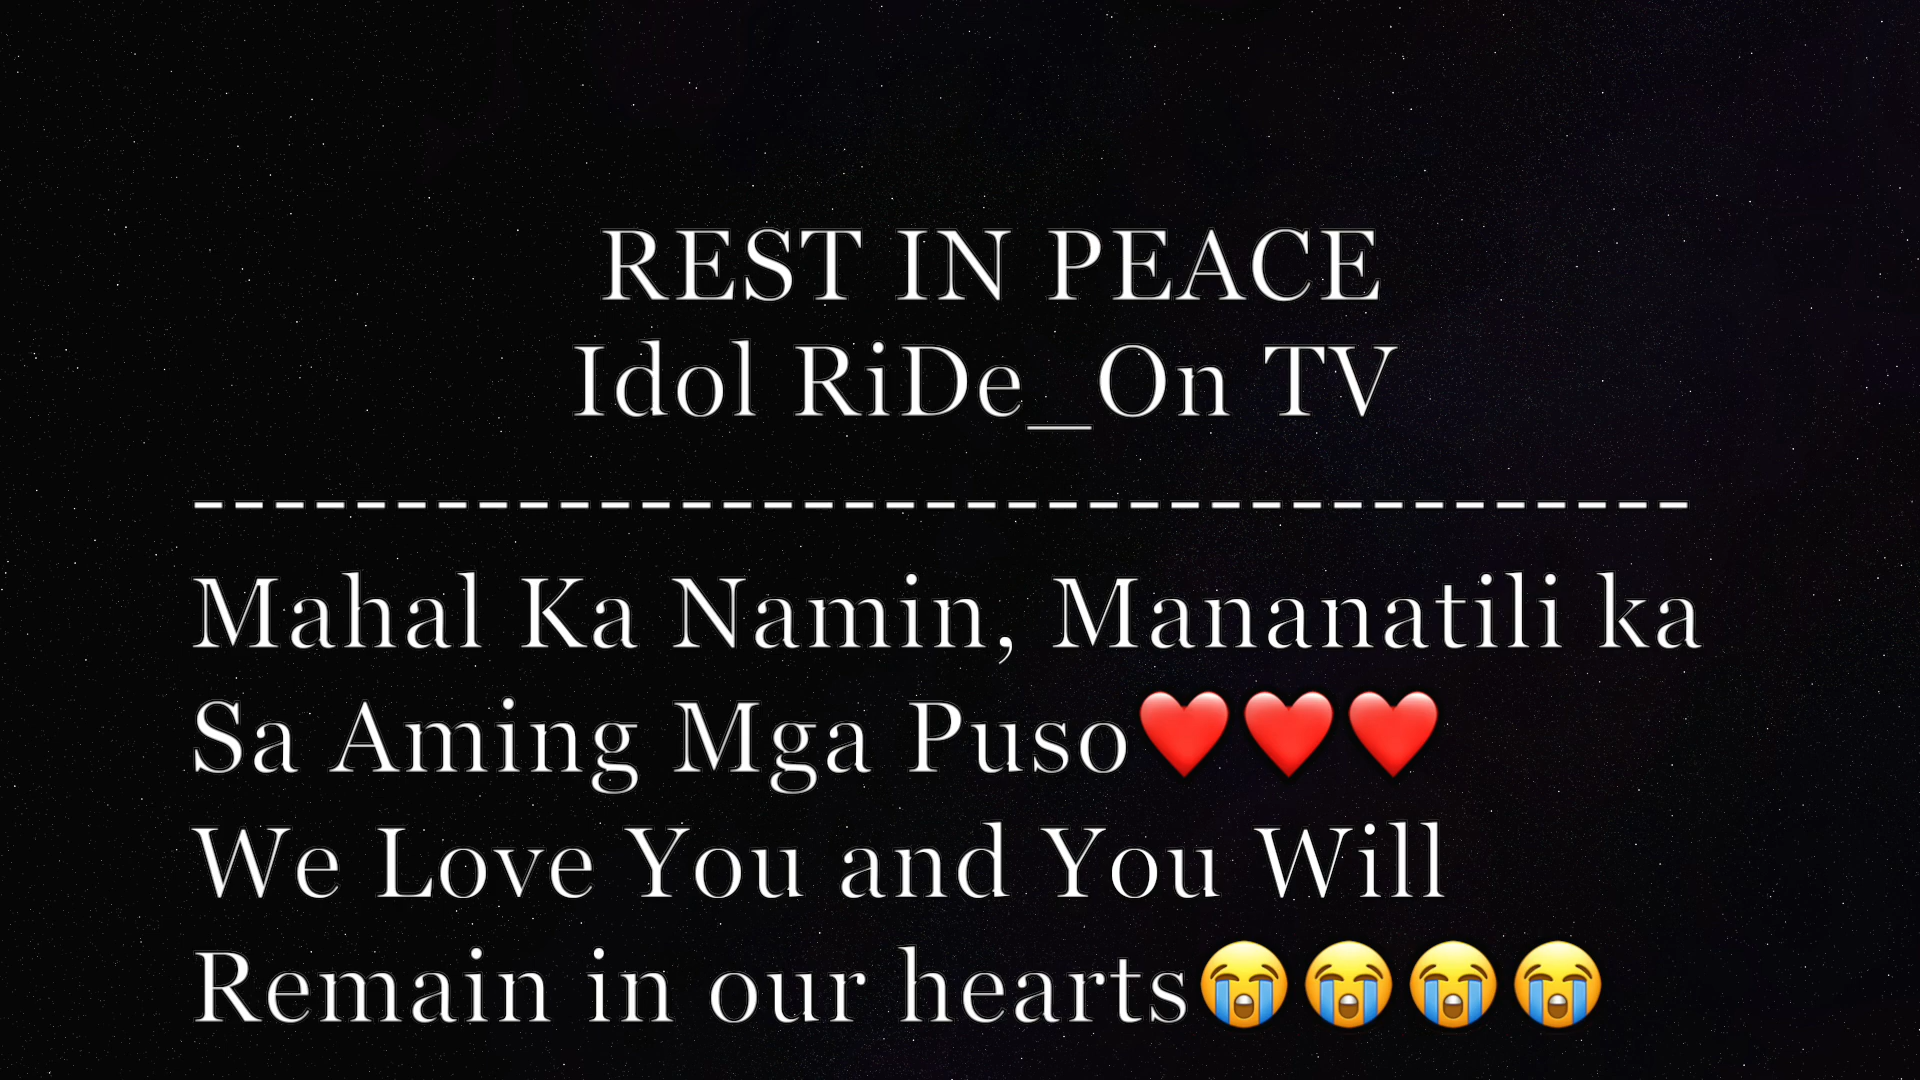 REST IN PEACE
Idol RiDe_On TV
-------------------------------------
Mahal Ka Namin, Mananatili ka
Sa Aming Mga Puso❤️❤️❤️
We Love You and You Will
Remain in our hearts😭😭😭😭